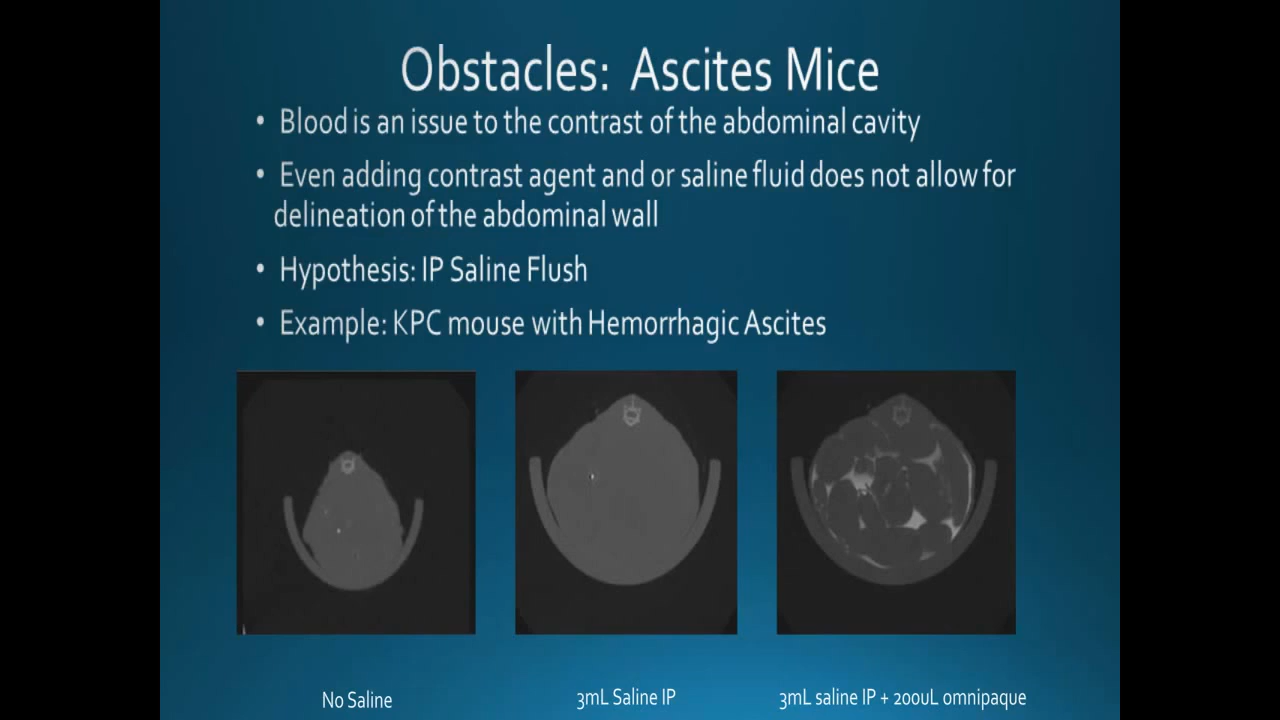 Obstacles: Ascites Mice
• Blood is an issue to the contrast of the abdominal cavity
• Even adding contrast agent and or saline fluid does not allow for
delineation of the abdominal wall
• Hypothesis: IP Saline Flush
• Example: KPC mouse with Hemorrhagic Ascites
No Saline
3mL Saline IP
3mL saline IP + 200uL omnipaque